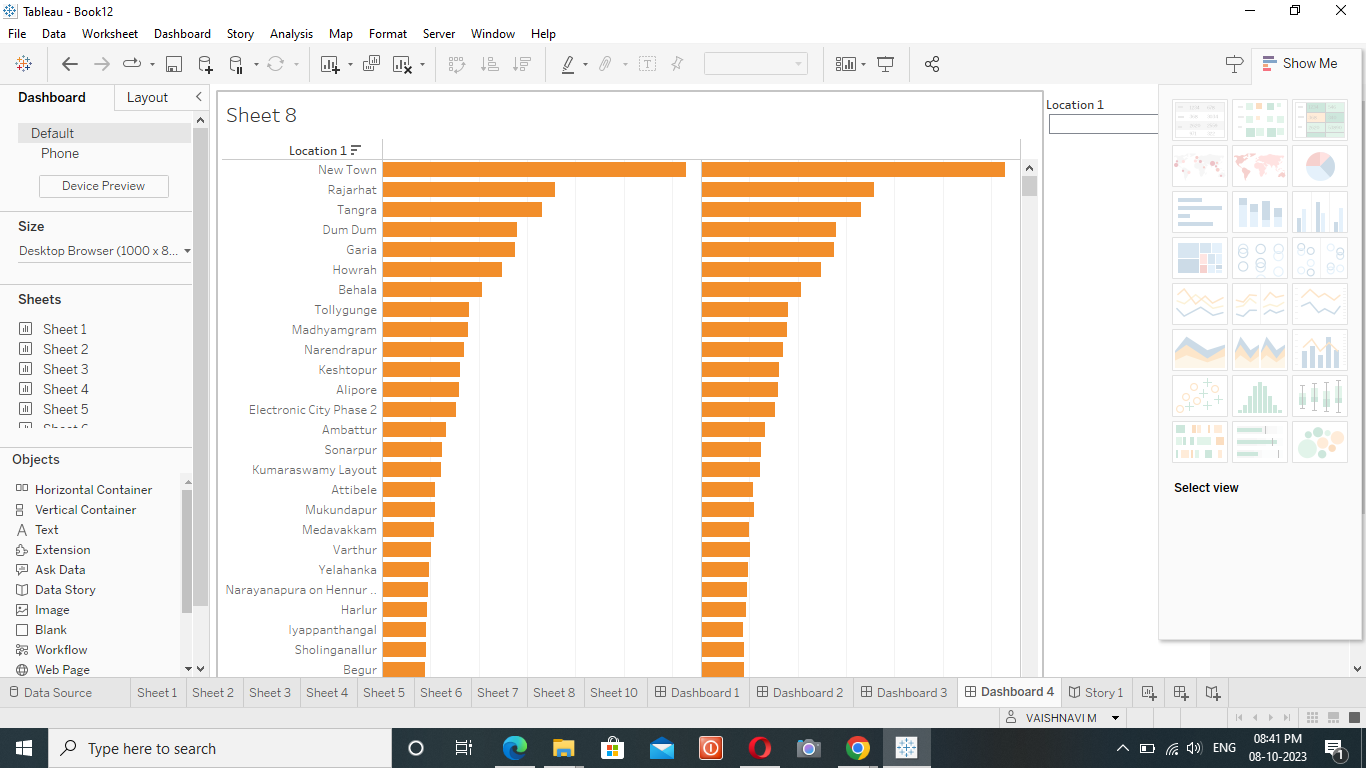 Tableau - Book12
File Data Worksheet Dashboard Story Analysis Map Format Server Window Help
Show Me
Dashboard Layout
Default
Phone
Device Preview
Size
Desktop Browser (1000 x 8...
Sheets
Sheet 1
Sheet 2
Sheet 3
Sheet 4
Sheet 5
Objects
Horizontal Container
Vertical Container
Text
Extension
Ask Data
Data Story
Image
Blank
Workflow
Web Page
Sheet 8
Location 1
New Town
Rajarhat
Tangra
Dum Dum
Garia
Howrah
Behala
Tollygunge
Madhyamgram
Narendrapur
Keshtopur
Alipore
Electronic City Phase 2
Ambattur
Sonarpur
Kumaraswamy Layout
Attibele
Mukundapur
Medavakkam
Varthur
Yelahanka
Narayanapura on Hennur ..
Harlur
Iyappanthangal
Sholinganallur
Begur
Location 1
Select view
Data Source Sheet 1 Sheet 2 Sheet 3 Sheet 4 Sheet 5 Sheet 6 Sheet 7 Sheet 8 Sheet 10 Dashboard 1 Dashboard 2 Dashboard 3 Dashboard 4 Story 1
VAISHNAVI M
Type here to search
ENG
08:41 PM
08-10-2023
1